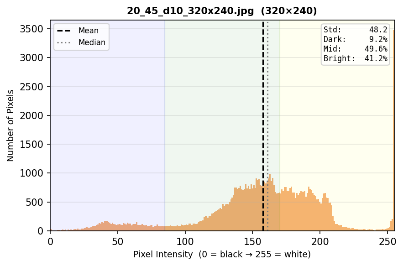 20_45_d10_320x240.jpg  (320×240)
Mean
Median
Std: 48.2
Dark: 9.2%
Mid: 49.6%
Bright: 41.2%
Number of Pixels
3500
3000
2500
2000
1500
1000
500
0
0 50 100 150 200 250
Pixel Intensity  (0 = black → 255 = white)